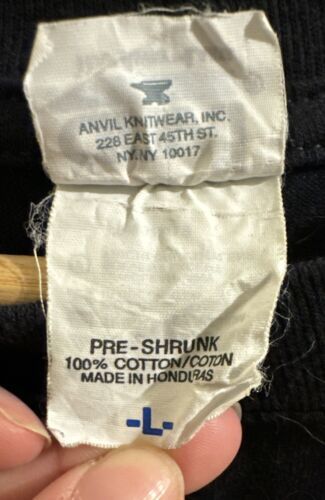 ANVIL KNITWEAR, INC.
228 EAST 45TH ST.
NY. NY 10017
PRE-SHRUNK
100% COTTON/COTON
MADE IN HONDURAS
-L-